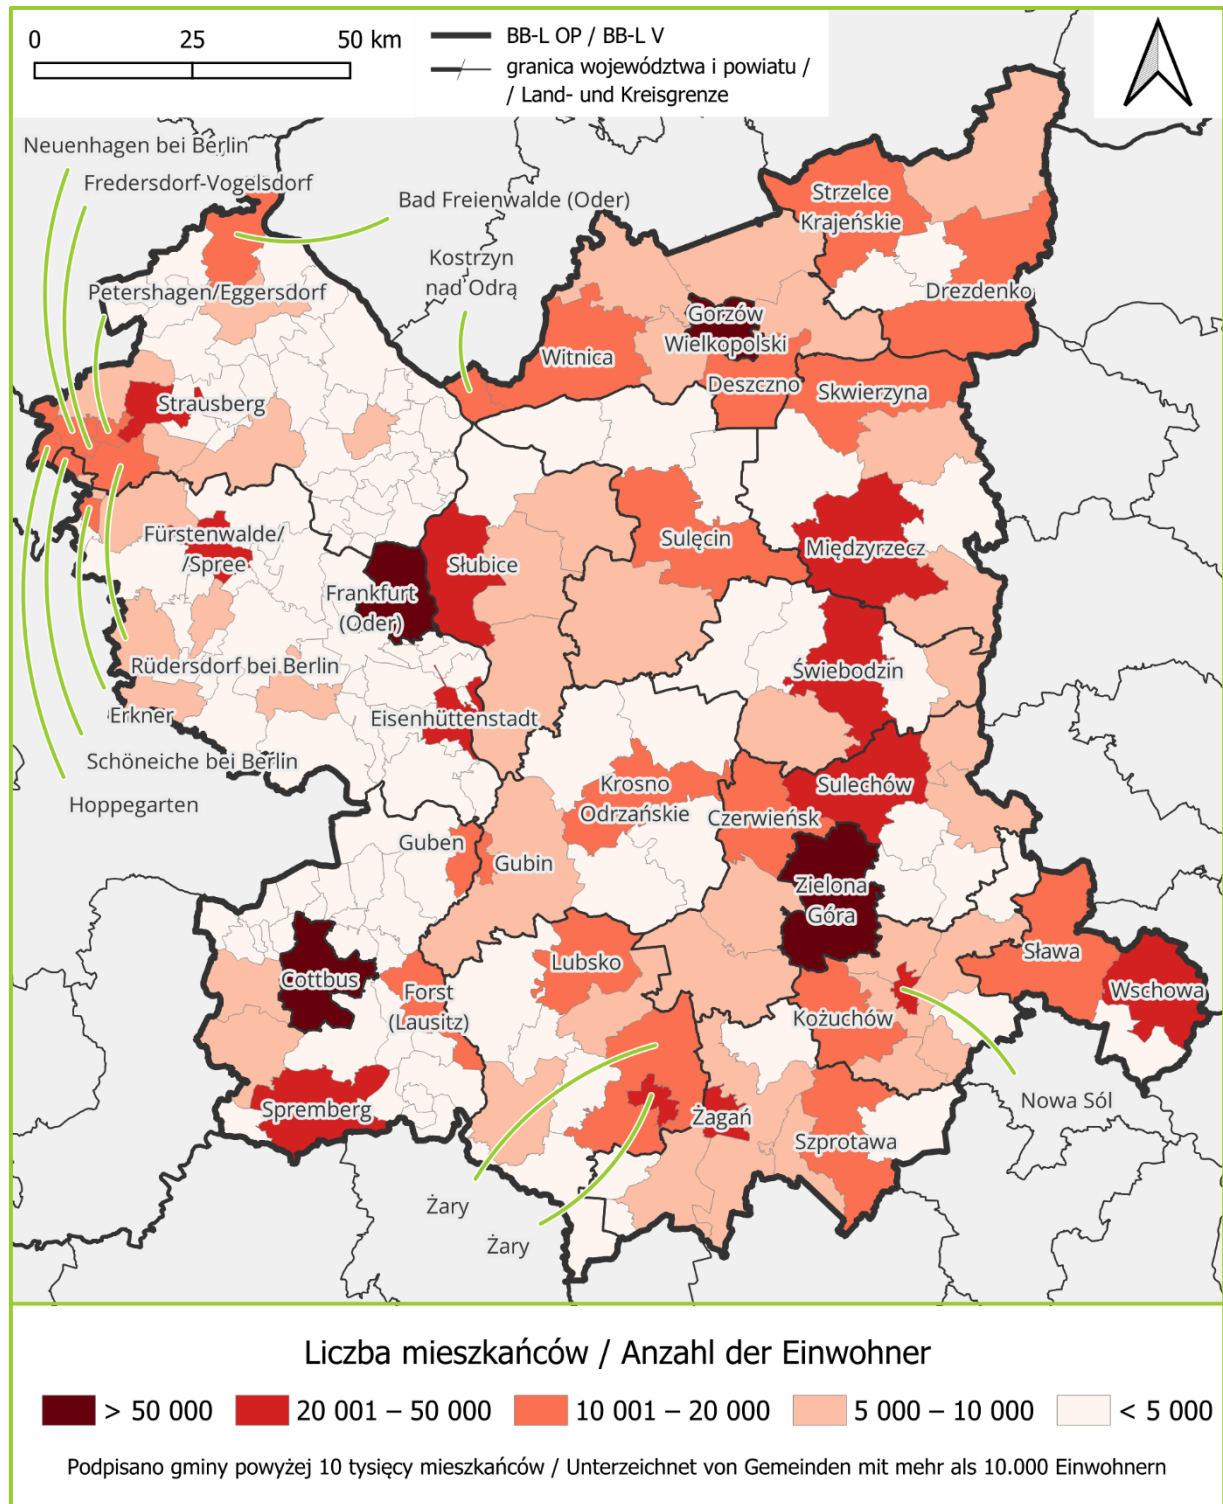 0 25 50 km
BB-L OP / BB-L V
granica województwa i powiatu /
/ Land- und Kreisgrenze
Neuenhagen bei Berlin
Fredersdorf-Vogelsdorf
Bad Freienwalde (Oder)
Strzelce
Krajeńskie
Kostrzyn
nad Odrą
Petershagen/Eggersdorf
Drezdenko
Gorzów
Wielkopolski
Witnica
Deszczno
Skwierzyna
Strausberg
Fürstenwalde/
/Spree
Słubice
Sulęcin
Międzyrzecz
Frankfurt
(Oder)
Rüdersdorf bei Berlin
Świebodzin
Erkner
Eisenhüttenstadt
Schöneiche bei Berlin
Hoppegarten
Krosno
Odrzańskie
Sulechów
Czerwieńsk
Guben
Gubin
Zielona
Góra
Lubsko
Sława
Cottbus
Forst
(Lausitz)
Wschowa
Kożuchów
Spremberg
Żagań
Nowa Sól
Szprotawa
Żary
Żary
Liczba mieszkańców / Anzahl der Einwohner
> 50 000 20 001 – 50 000 10 001 – 20 000 5 000 – 10 000 < 5 000
Podpisano gminy powyżej 10 tysięcy mieszkańców / Unterzeichnet von Gemeinden mit mehr als 10.000 Einwohnern